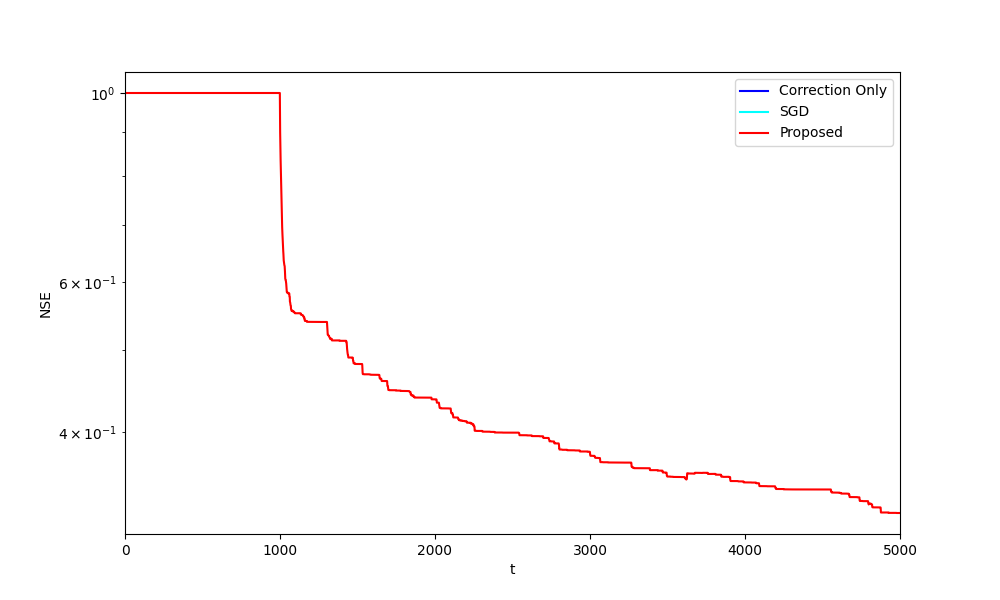 Correction Only
SGD
Proposed
10⁰
6 × 10⁻¹
4 × 10⁻¹
NSE
0 1000 2000 3000 4000 5000
t